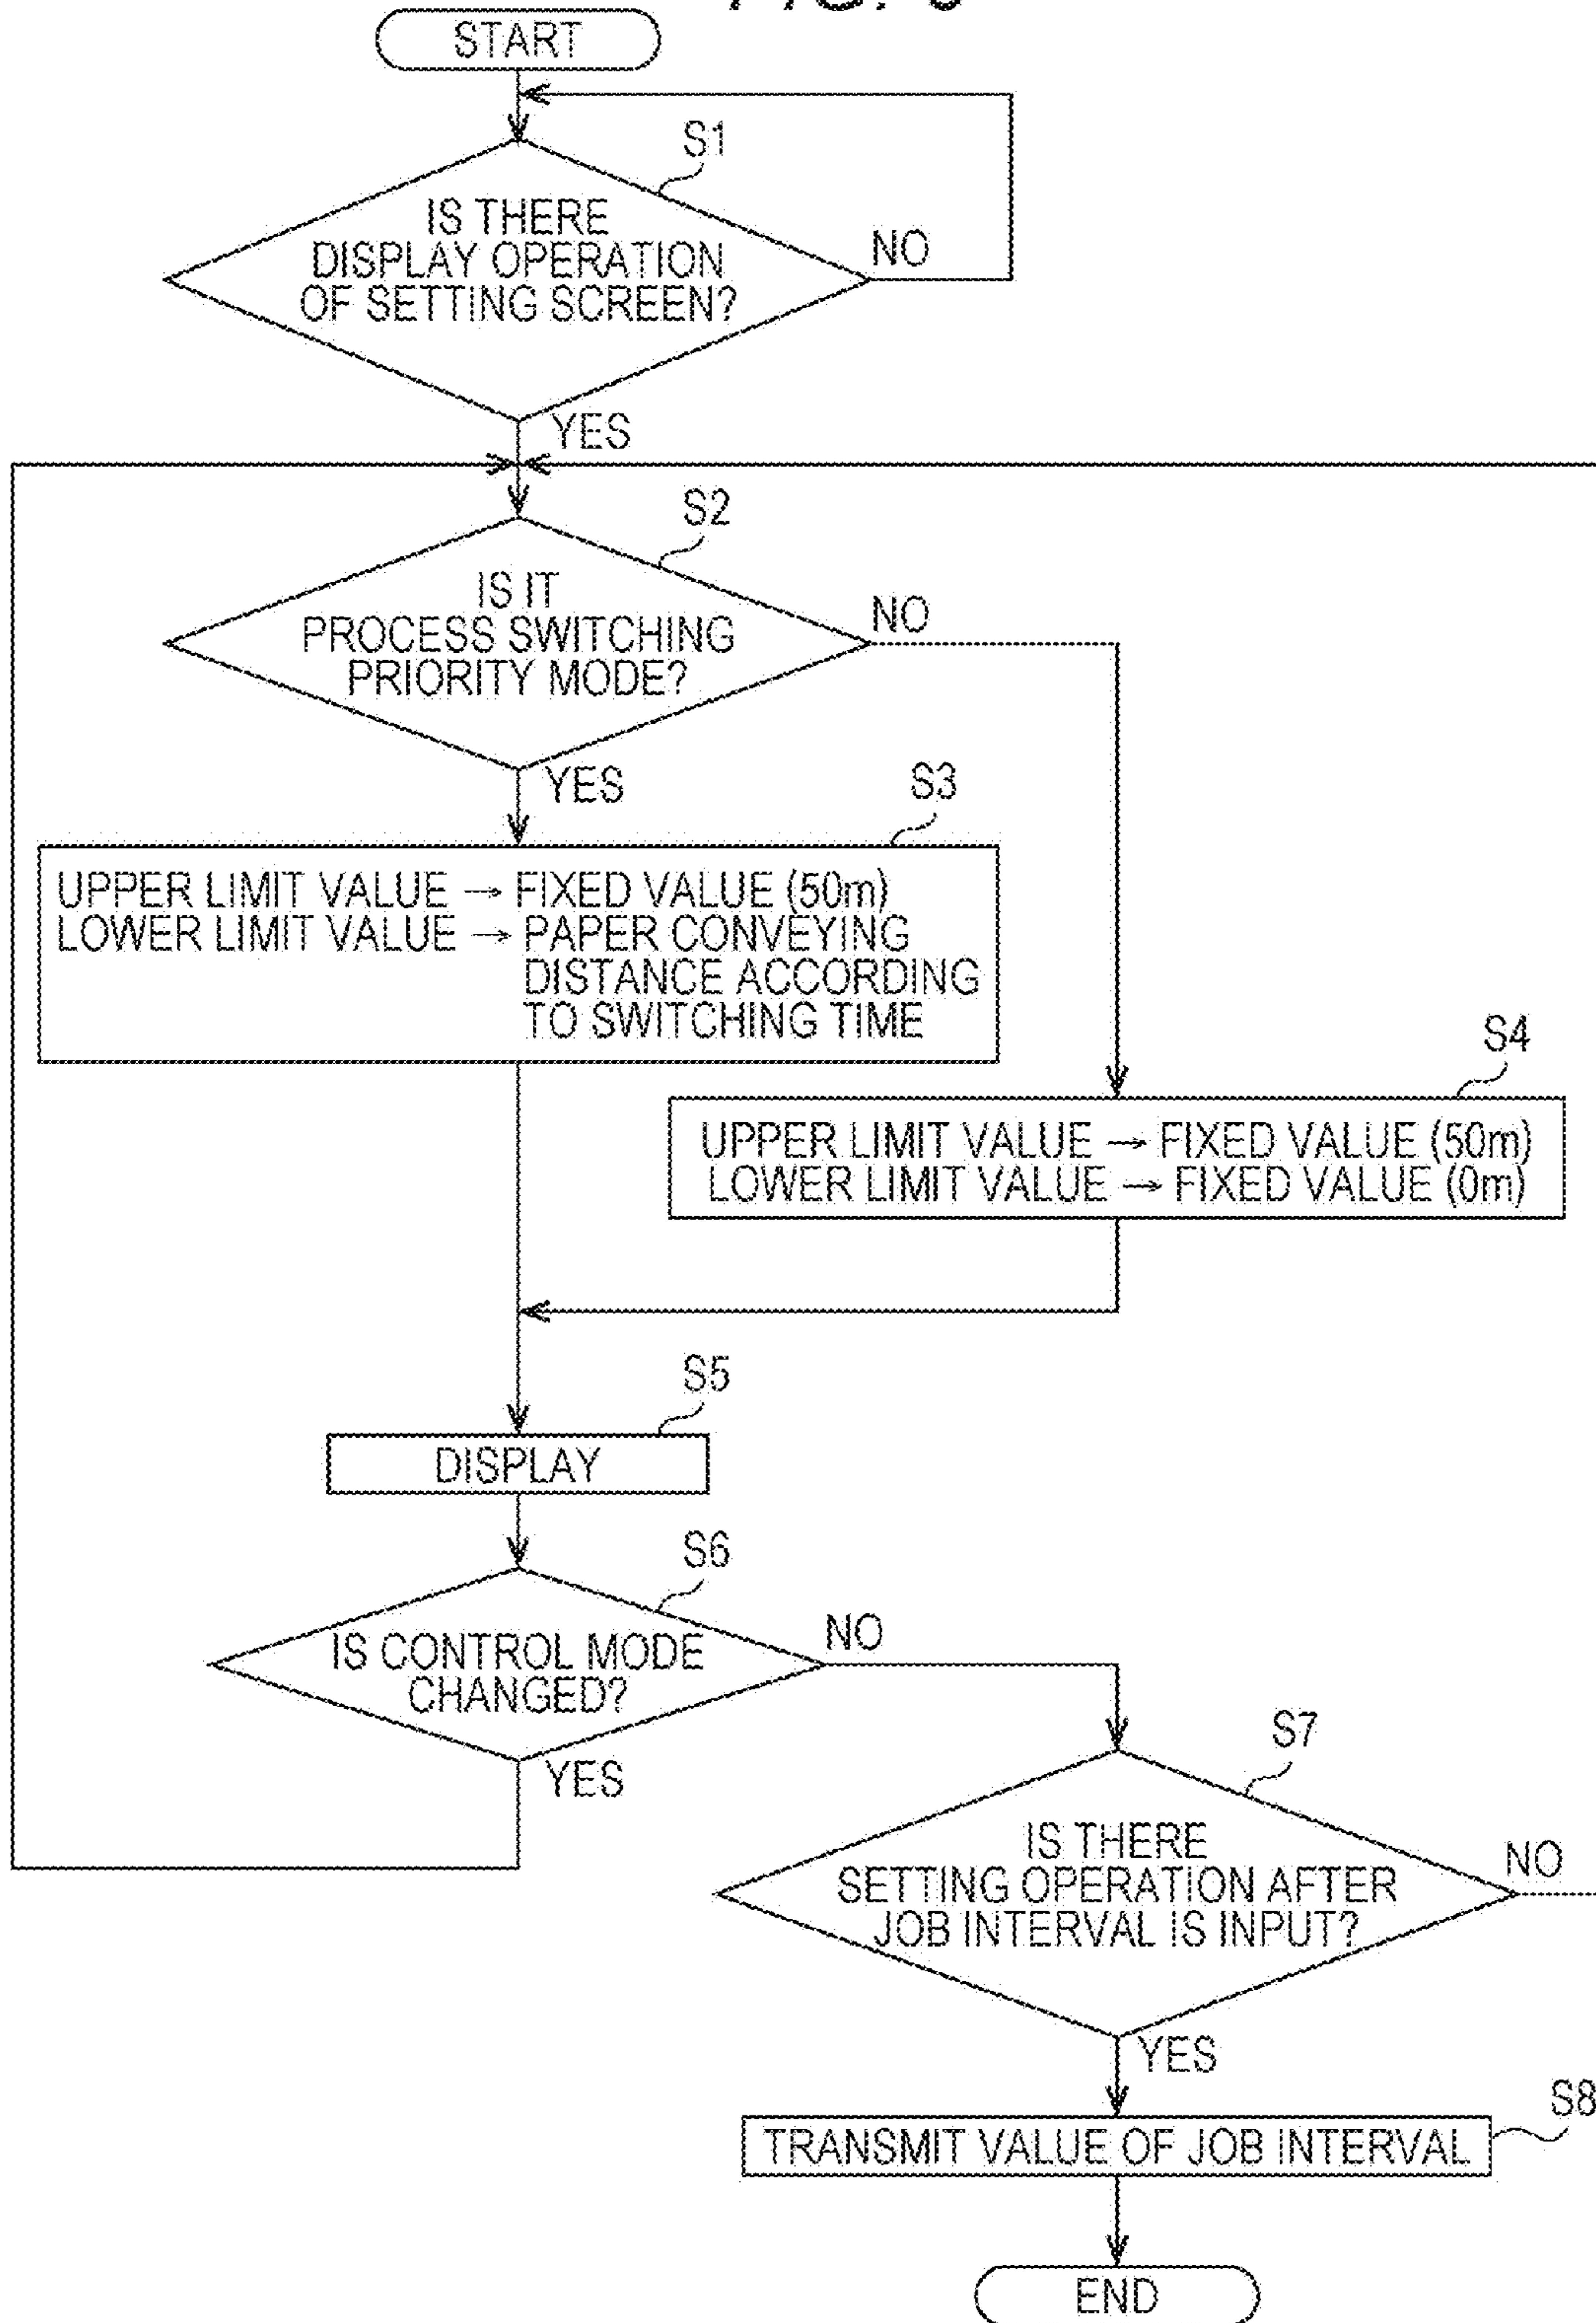 START
S1
IS THERE
DISPLAY OPERATION
OF SETTING SCREEN?
NO
YES
S2
IS IT
PROCESS SWITCHING
PRIORITY MODE?
NO
YES
S3
UPPER LIMIT VALUE → FIXED VALUE (50m)
LOWER LIMIT VALUE → PAPER CONVEYING
DISTANCE ACCORDING
TO SWITCHING TIME
S4
UPPER LIMIT VALUE → FIXED VALUE (50m)
LOWER LIMIT VALUE → FIXED VALUE (0m)
S5
DISPLAY
S6
IS CONTROL MODE
CHANGED?
NO
YES
S7
IS THERE
SETTING OPERATION AFTER
JOB INTERVAL IS INPUT?
NO
YES
S8
TRANSMIT VALUE OF JOB INTERVAL
END